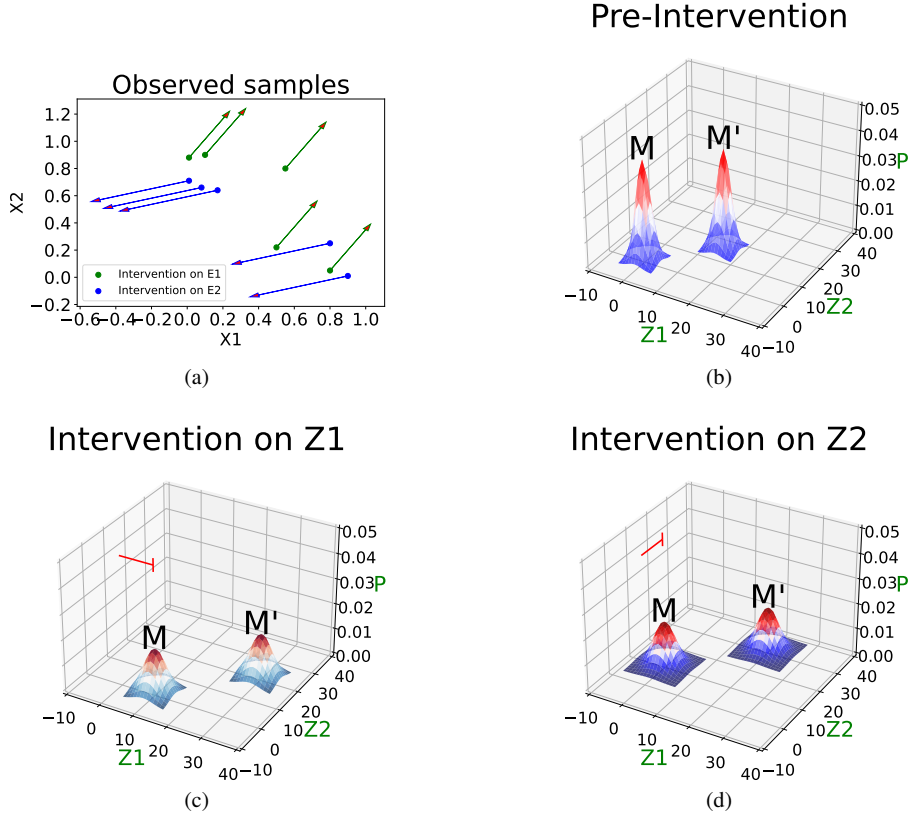 Pre-Intervention
Observed samples
X2
1.2
1.0
0.8
0.6
0.4
0.2
0.0
−0.2
−0.6 −0.4 −0.2 0.0 0.2 0.4 0.6 0.8 1.0
X1
Intervention on E1
Intervention on E2
(a)
M
M'
0.05
0.04
0.03
0.02
0.01
0.00
P
−10
0
10
20
30
40
Z1
−10
0
10
20
30
40
Z2
(b)
Intervention on Z1
M
M'
0.05
0.04
0.03
0.02
0.01
0.00
P
−10
0
10
20
30
40
Z1
−10
0
10
20
30
40
Z2
(c)
Intervention on Z2
M
M'
0.05
0.04
0.03
0.02
0.01
0.00
P
−10
0
10
20
30
40
Z1
−10
0
10
20
30
40
Z2
(d)